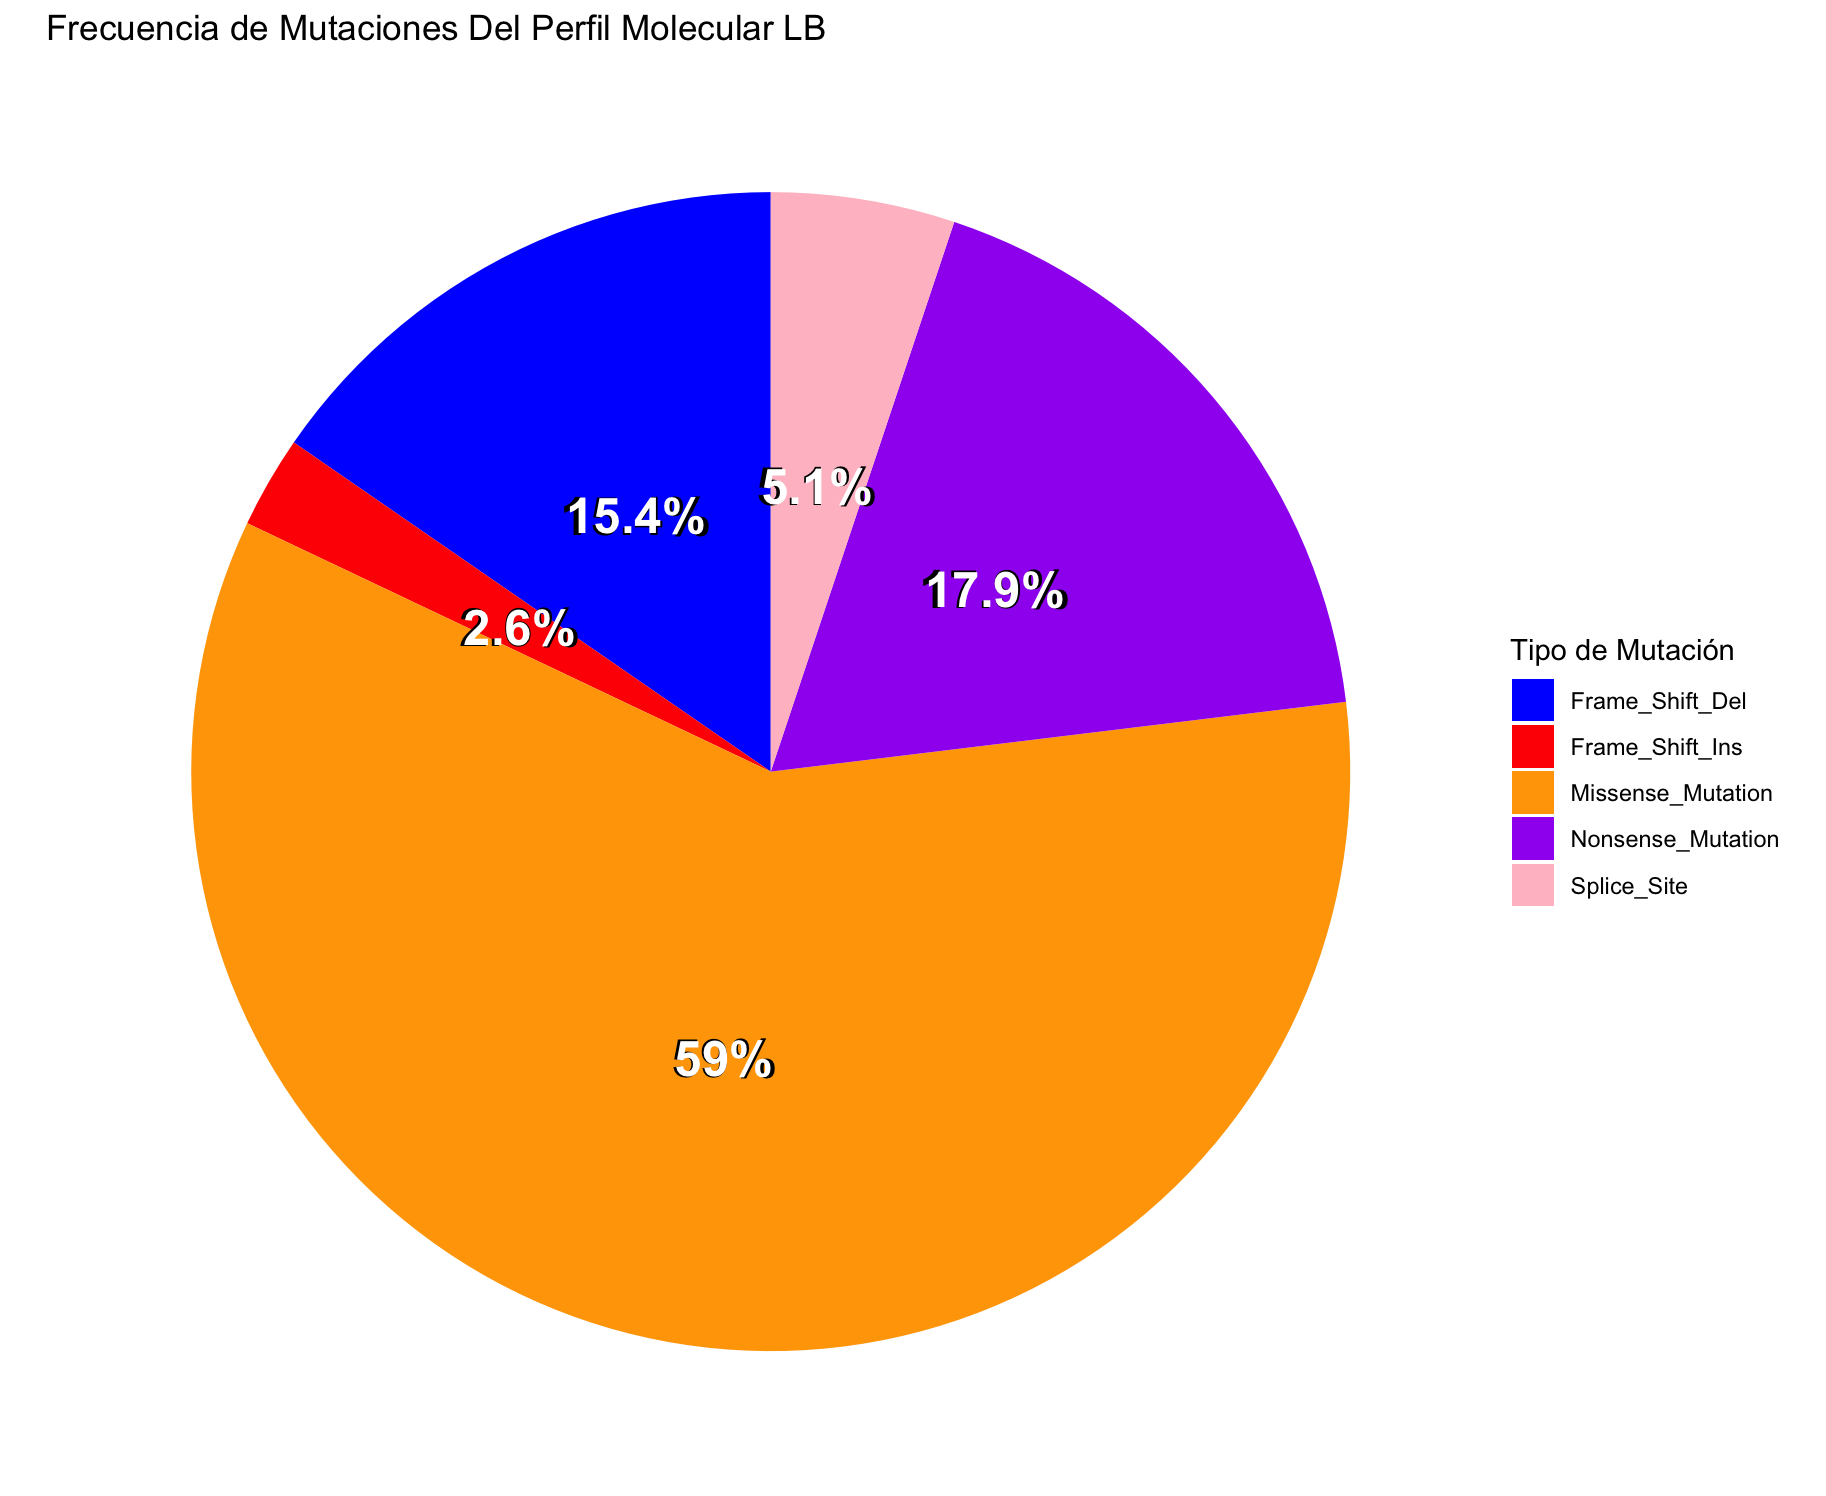 Frecuencia de Mutaciones Del Perfil Molecular LB
5.1%
15.4%
17.9%
2.6%
59%
Tipo de Mutación
Frame_Shift_Del
Frame_Shift_Ins
Missense_Mutation
Nonsense_Mutation
Splice_Site